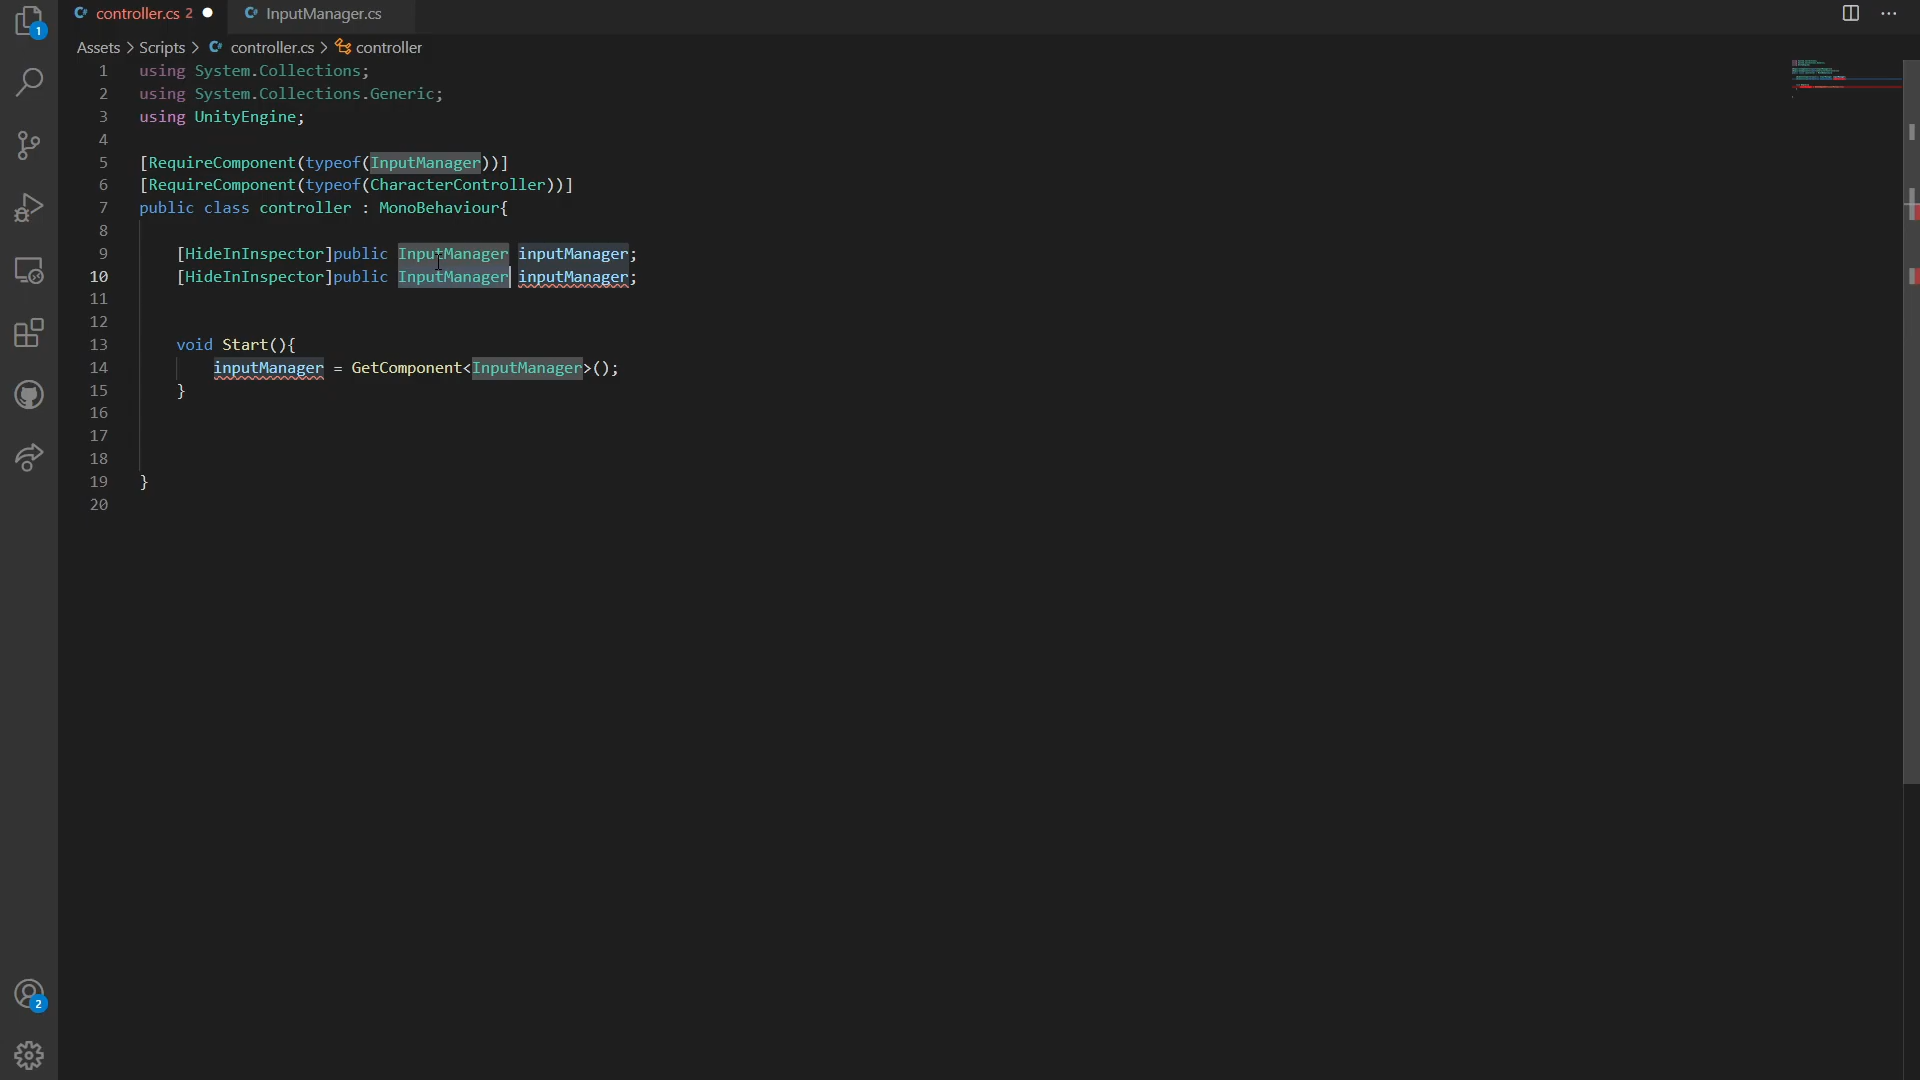 controller.cs 2
InputManager.cs
1
Assets > Scripts > controller.cs > controller
1 using System.Collections;
2 using System.Collections.Generic;
3 using UnityEngine;
4
5 [RequireComponent(typeof(InputManager))]
6 [RequireComponent(typeof(CharacterController))]
7 public class controller : MonoBehaviour{
8
9 [HideInInspector]public InputManager inputManager;
10 [HideInInspector]public InputManager inputManager;
11
12
13 void Start(){
14 inputManager = GetComponent<InputManager>();
15 }
16
17
18
19 }
20
2